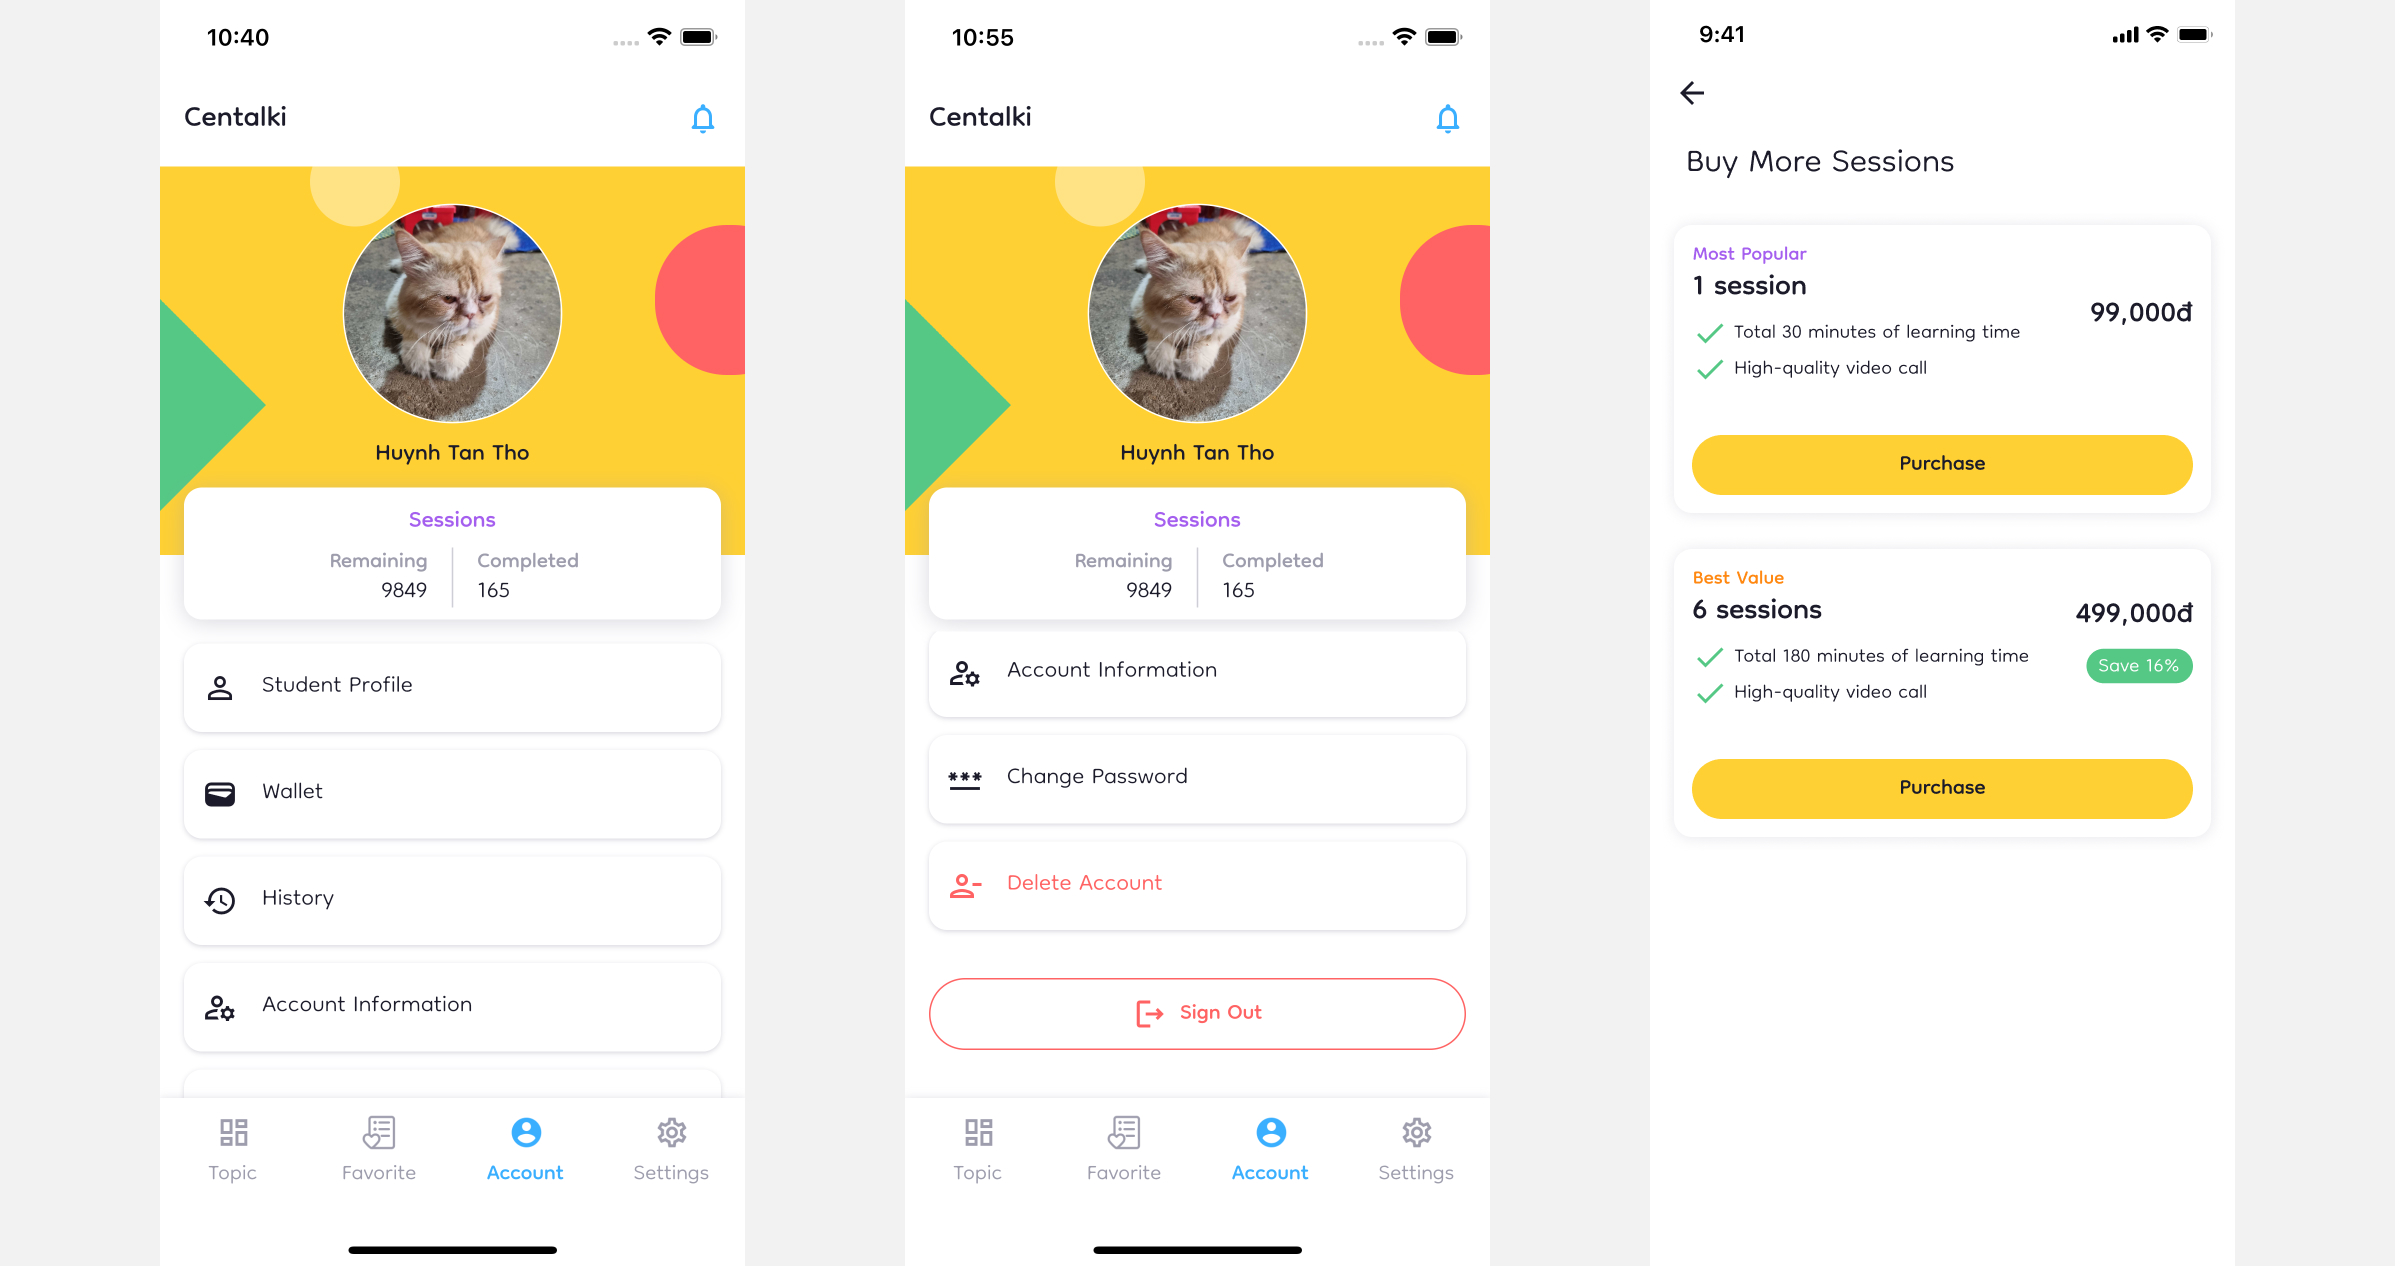 10:40
Centalki
Huynh Tan Tho
Sessions
Remaining
Completed
9849
165
Student Profile
Wallet
History
Account Information
Topic
Favorite
Account
Settings
10:55
Centalki
Huynh Tan Tho
Sessions
Remaining
Completed
9849
165
Account Information
Change Password
Delete Account
Sign Out
Topic
Favorite
Account
Settings
9:41
Buy More Sessions
Most Popular
1 session
99,000đ
Total 30 minutes of learning time
High-quality video call
Purchase
Best Value
6 sessions
499,000đ
Total 180 minutes of learning time
Save 16%
High-quality video call
Purchase